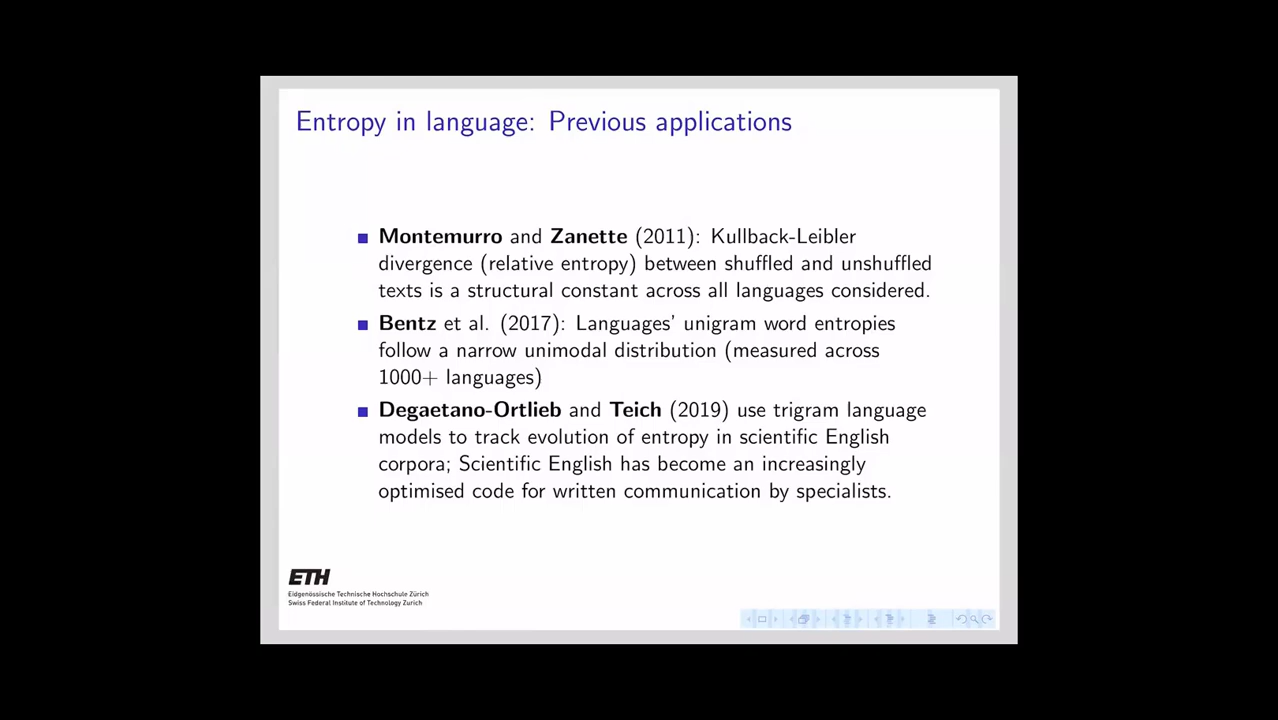 Entropy in language: Previous applications
Montemurro and Zanette (2011): Kullback-Leibler
divergence (relative entropy) between shuffled and unshuffled
texts is a structural constant across all languages considered.
Bentz et al. (2017): Languages' unigram word entropies
follow a narrow unimodal distribution (measured across
1000+ languages)
Degaetano-Ortlieb and Teich (2019) use trigram language
models to track evolution of entropy in scientific English
corpora; Scientific English has become an increasingly
optimised code for written communication by specialists.
ETH
Eidgenössische Technische Hochschule Zürich
Swiss Federal Institute of Technology Zurich